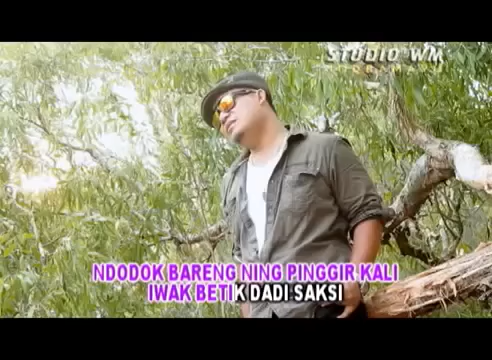 STUDIO WM
NDODOK BARENG NING PINGGIR KALI
IWAK BETIK DADI SAKSI